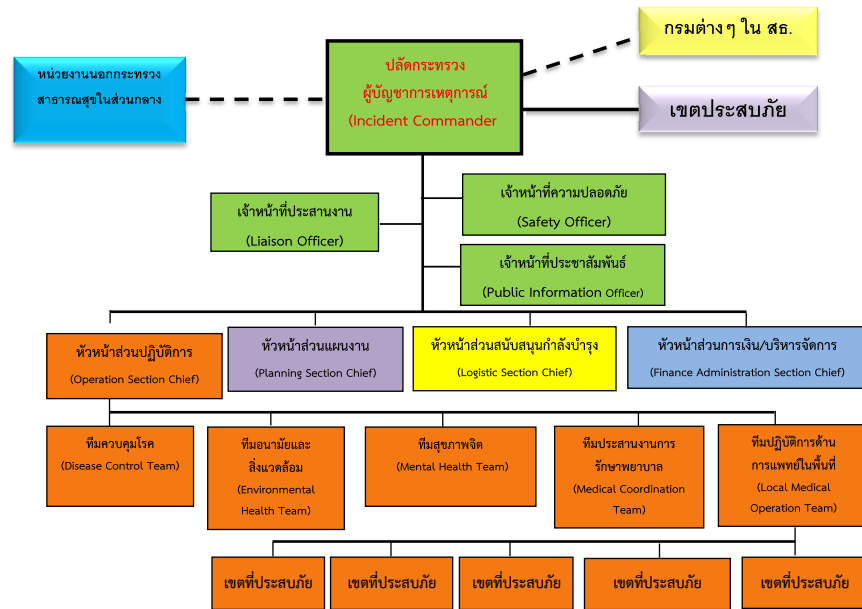 กรมต่างๆ ใน สธ.
หน่วยงานนอกกระทรวง
สาธารณสุขในส่วนกลาง
ปลัดกระทรวง
ผู้บัญชาการเหตุการณ์
(Incident Commander
เขตประสบภัย
เจ้าหน้าที่ประสานงาน
(Liaison Officer)
เจ้าหน้าที่ความปลอดภัย
(Safety Officer)
เจ้าหน้าที่ประชาสัมพันธ์
(Public Information Officer)
หัวหน้าส่วนปฏิบัติการ
(Operation Section Chief)
หัวหน้าส่วนแผนงาน
(Planning Section Chief)
หัวหน้าส่วนสนับสนุนกำลังบำรุง
(Logistic Section Chief)
หัวหน้าส่วนการเงิน/บริหารจัดการ
(Finance Administration Section Chief)
ทีมควบคุมโรค
(Disease Control Team)
ทีมอนามัยและ
สิ่งแวดล้อม
(Environmental
Health Team)
ทีมสุขภาพจิต
(Mental Health Team)
ทีมประสานงานการ
รักษาพยาบาล
(Medical Coordination
Team)
ทีมปฏิบัติการด้าน
การแพทย์ในพื้นที่
(Local Medical
Operation Team)
เขตที่ประสบภัย
เขตที่ประสบภัย
เขตที่ประสบภัย
เขตที่ประสบภัย
เขตที่ประสบภัย